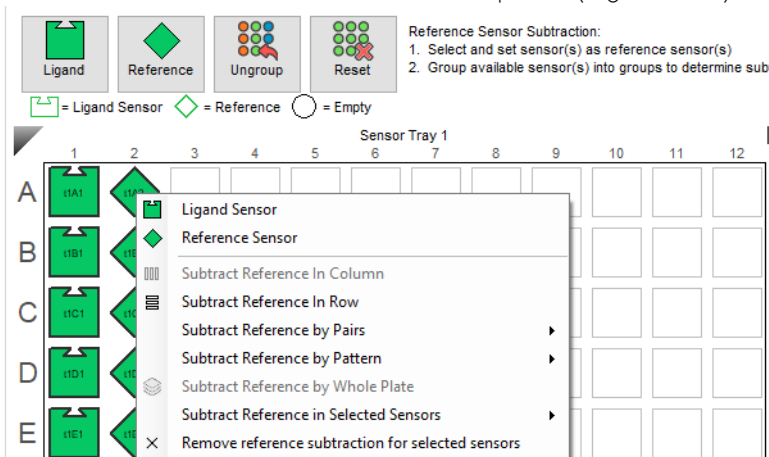 Reference Sensor Subtraction:
1. Select and set sensor(s) as reference sensor(s)
2. Group available sensor(s) into groups to determine sub
Ligand Reference Ungroup Reset
= Ligand Sensor = Reference = Empty
Sensor Tray 1
1 2 3 4 5 6 7 8 9 10 11 12
A t1A1
Ligand Sensor
Reference Sensor
B t1B1
Subtract Reference In Column
C t1C1
Subtract Reference In Row
Subtract Reference by Pairs
D t1D1
Subtract Reference by Pattern
Subtract Reference by Whole Plate
Subtract Reference in Selected Sensors
E t1E1
Remove reference subtraction for selected sensors